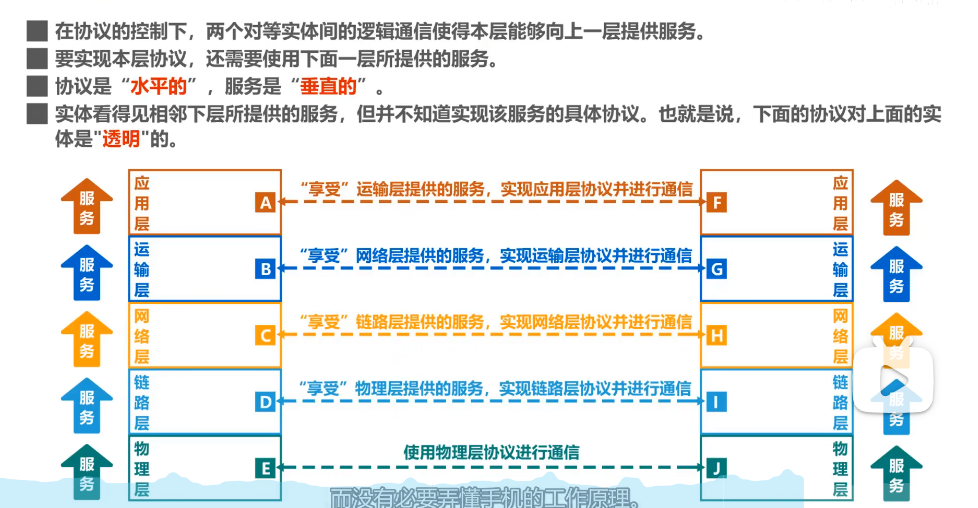 在协议的控制下，两个对等实体间的逻辑通信使得本层能够向上一层提供服务。
要实现本层协议，还需要使用下面一层所提供的服务。
协议是“水平的”，服务是“垂直的”。
实体看得见相邻下层所提供的服务，但并不知道实现该服务的具体协议。也就是说，下面的协议对上面的实
体是"透明"的。
服务 应用层 A “享受”运输层提供的服务，实现应用层协议并进行通信 F 应用层 服务
服务 运输层 B “享受”网络层提供的服务，实现运输层协议并进行通信 G 运输层 服务
服务 网络层 C “享受”链路层提供的服务，实现网络层协议并进行通信 H 网络层 服务
服务 链路层 D “享受”物理层提供的服务，实现链路层协议并进行通信 I 链路层 服务
服务 物理层 E 使用物理层协议进行通信 J 物理层 服务
而没有必要弄懂手机的工作原理。